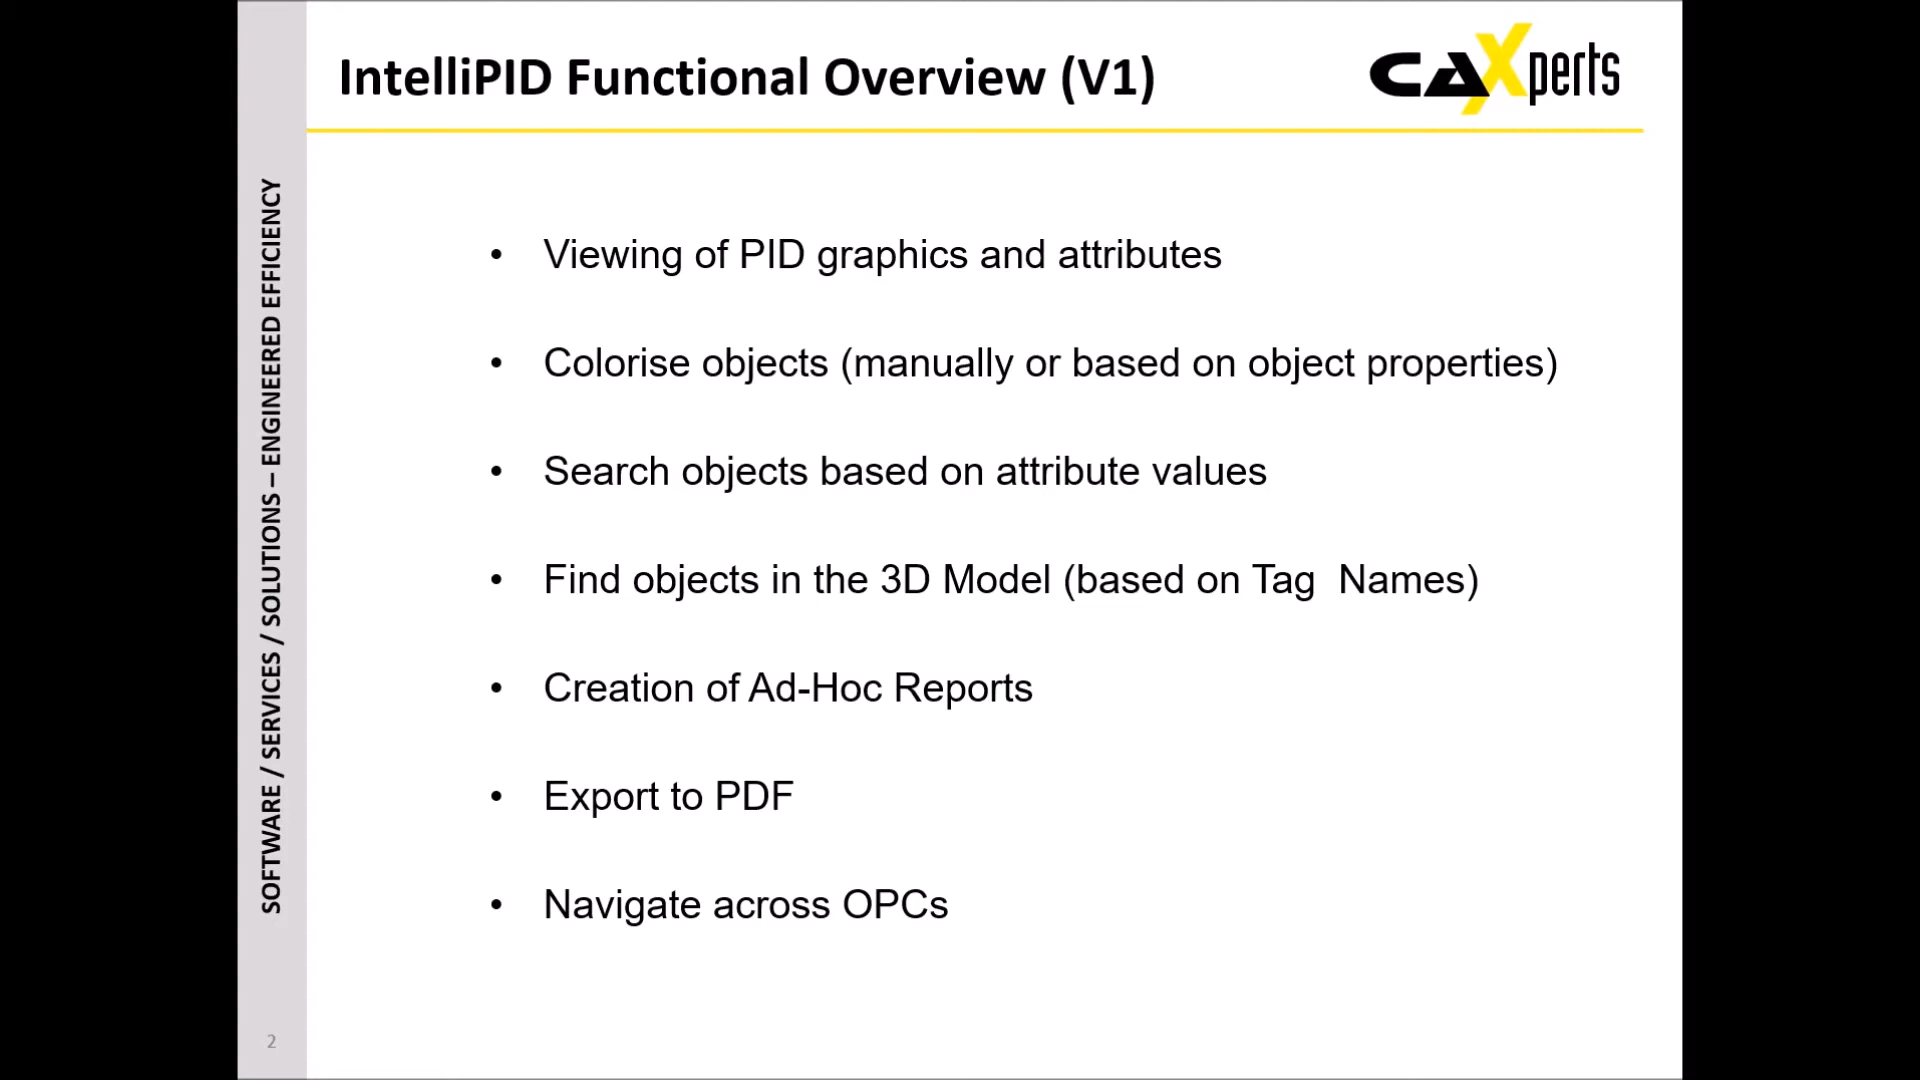 IntelliPID Functional Overview (V1)
CAXperts
SOFTWARE / SERVICES / SOLUTIONS – ENGINEERED EFFICIENCY
• Viewing of PID graphics and attributes
• Colorise objects (manually or based on object properties)
• Search objects based on attribute values
• Find objects in the 3D Model (based on Tag  Names)
• Creation of Ad-Hoc Reports
• Export to PDF
• Navigate across OPCs
2